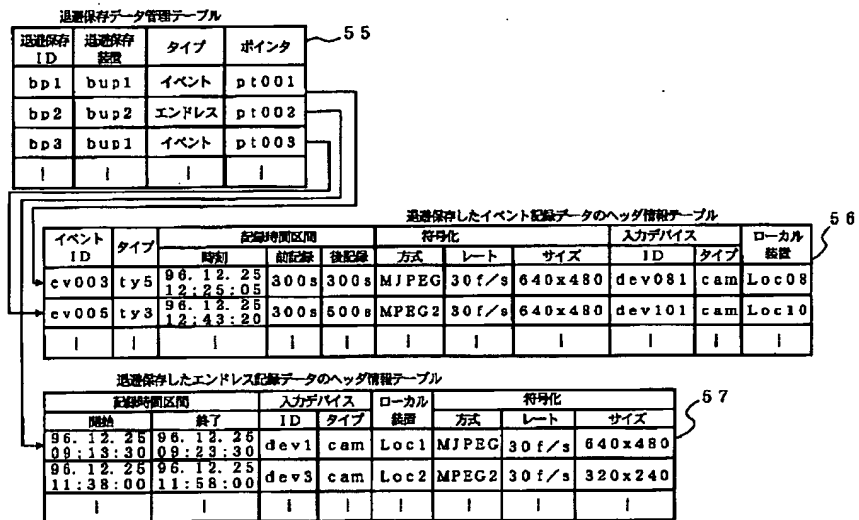 退避保存データ管理テーブル
55
退避保存ID 退避保存装置 タイプ ポインタ
bp1 bup1 イベント pt001
bp2 bup2 エンドレス pt002
bp3 bup1 イベント pt003
退避保存したイベント記録データのヘッダ情報テーブル
56
イベントID タイプ 記録時間区間 符号化 入力デバイス ローカル装置
時刻 前記録 後記録 方式 レート サイズ ID タイプ
ev003 ty5 96.12.25 12:25:05 300s 300s MJPEG 30f/s 640x480 dev081 cam Loc08
ev005 ty3 96.12.25 12:43:20 300s 500s MPEG2 30f/s 640x480 dev101 cam Loc10
退避保存したエンドレス記録データのヘッダ情報テーブル
57
記録時間区間 入力デバイス ローカル装置 符号化
開始 終了 ID タイプ 方式 レート サイズ
96.12.25 09:13:30 96.12.25 09:23:30 dev1 cam Loc1 MJPEG 30f/s 640x480
96.12.25 11:38:00 96.12.25 11:58:00 dev3 cam Loc2 MPEG2 30f/s 320x240